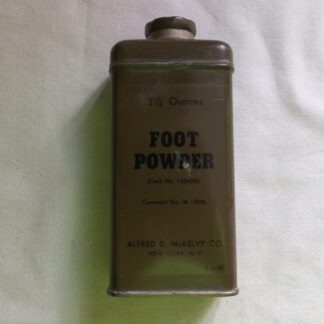 3½ Ounces
FOOT
POWDER
Stock No.
Contract No.
ALFRED D. McKELVY CO.
NEW YORK, N.Y.